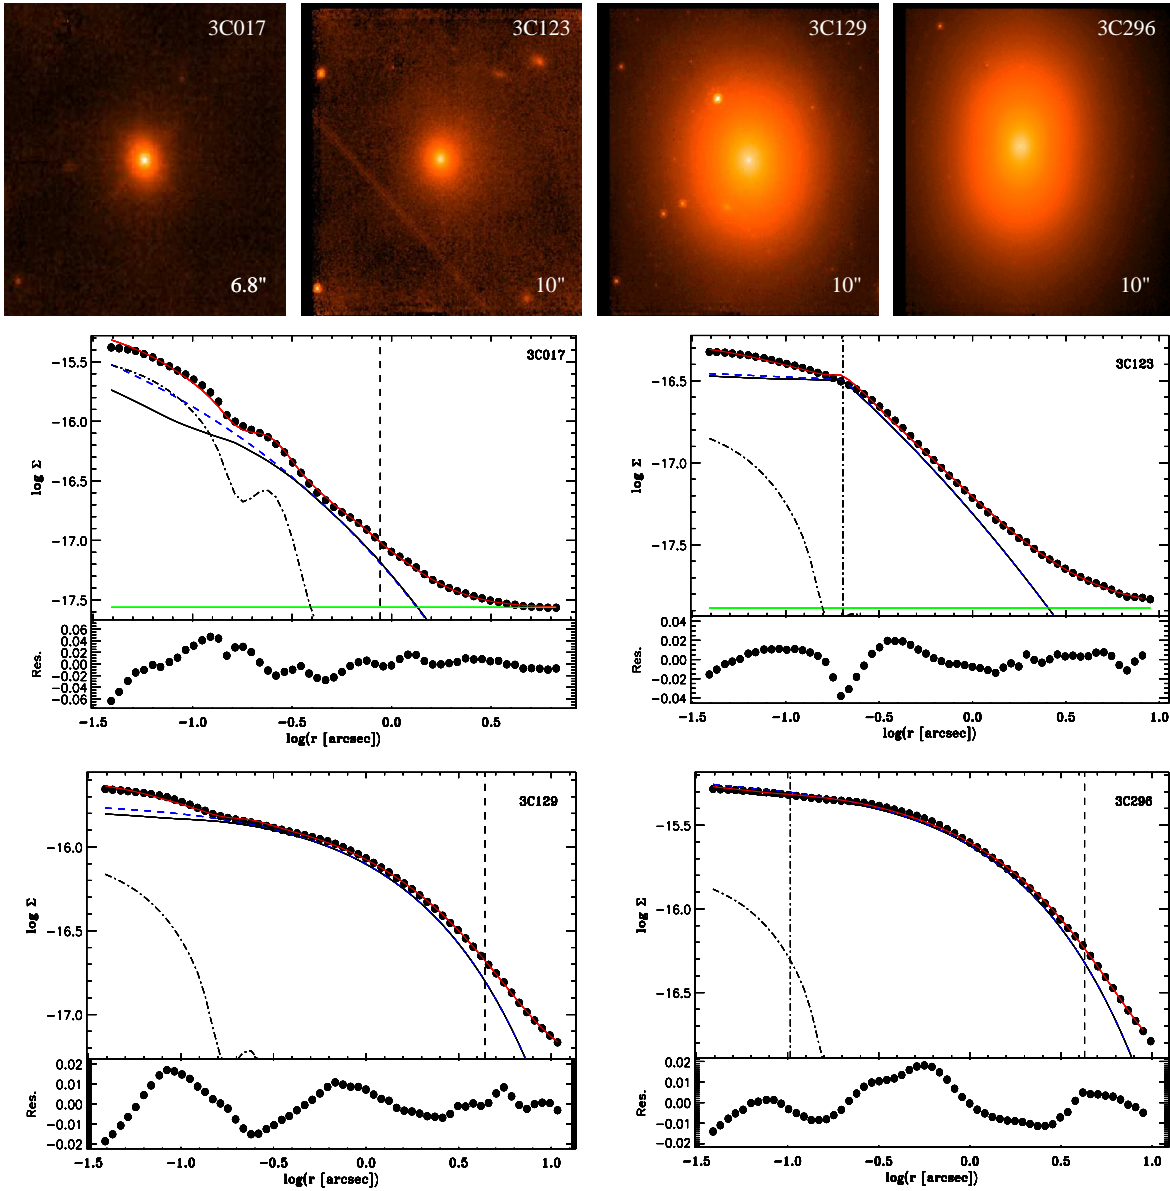 3C017
3C123
3C129
3C296
6.8"
10"
10"
10"
3C017
−15.5
−16.0
−16.5
−17.0
−17.5
log Σ
0.06
0.04
0.02
0.00
−0.02
−0.04
−0.06
Res.
−1.5 −1.0 −0.5 0.0 0.5
log(r [arcsec])
3C123
−16.5
−17.0
−17.5
log Σ
0.04
0.02
0.00
−0.02
−0.04
Res.
−1.5 −1.0 −0.5 0.0 0.5 1.0
log(r [arcsec])
3C129
−16.0
−16.5
−17.0
log Σ
0.02
0.01
0.00
−0.01
−0.02
Res.
−1.5 −1.0 −0.5 0.0 0.5 1.0
log(r [arcsec])
3C296
−15.5
−16.0
−16.5
log Σ
0.02
0.01
0.00
−0.01
−0.02
Res.
−1.5 −1.0 −0.5 0.0 0.5 1.0
log(r [arcsec])